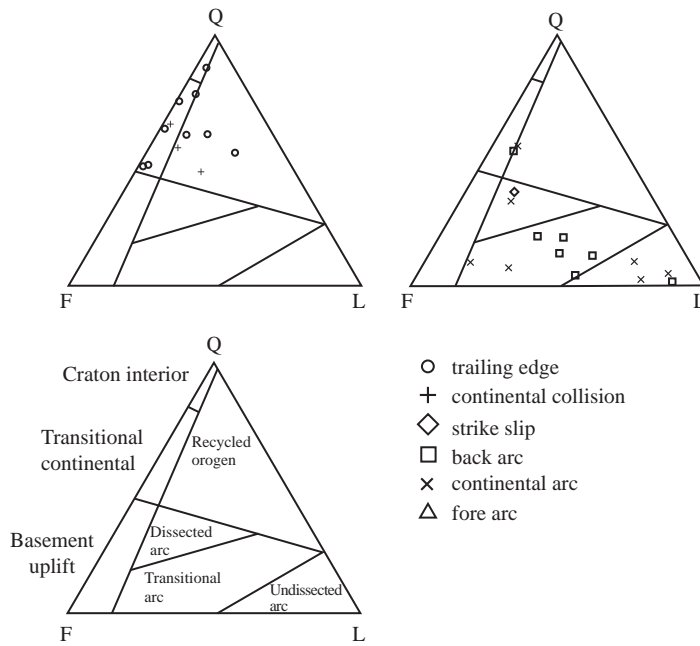 Q
F
L
Q
F
L
Q
Craton interior
Transitional
continental
Recycled
orogen
Basement
uplift
Dissected
arc
Transitional
arc
Undissected
arc
F
L
trailing edge
continental collision
strike slip
back arc
continental arc
fore arc